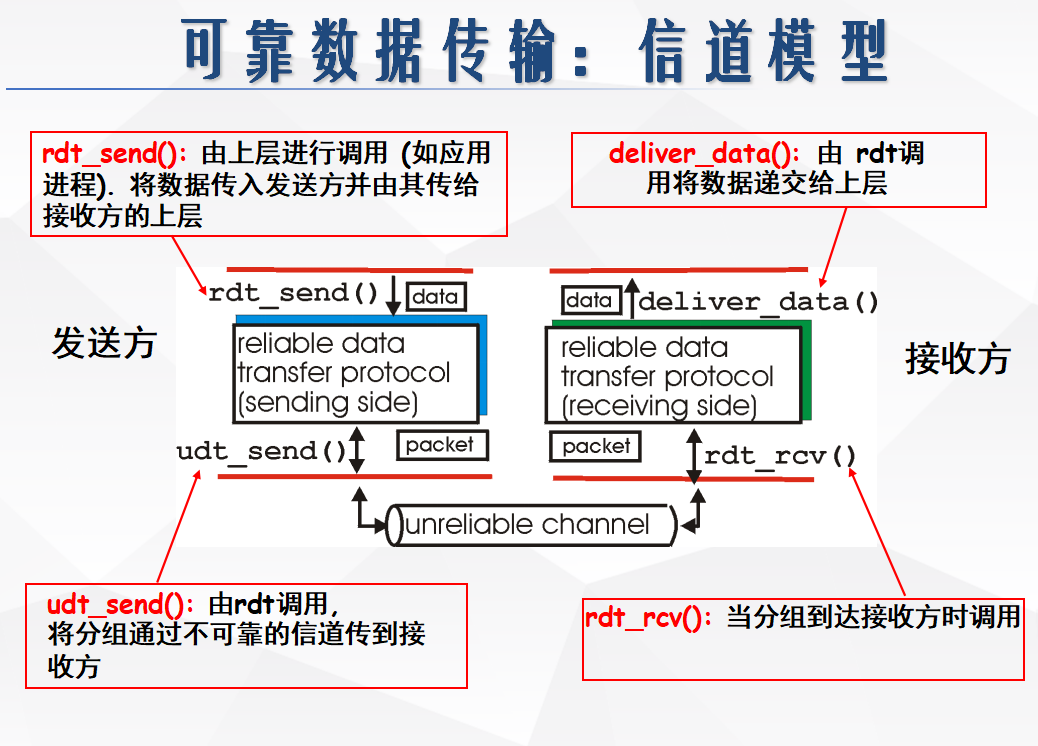 可靠数据传输：信道模型
rdt_send(): 由上层进行调用 (如应用
进程). 将数据传入发送方并由其传给
接收方的上层
deliver_data(): 由 rdt调
用将数据递交给上层
rdt_send()
data
data
deliver_data()
发送方
reliable data
transfer protocol
(sending side)
reliable data
transfer protocol
(receiving side)
接收方
udt_send()
packet
packet
rdt_rcv()
unreliable channel
udt_send(): 由rdt调用,
将分组通过不可靠的信道传到接
收方
rdt_rcv(): 当分组到达接收方时调用